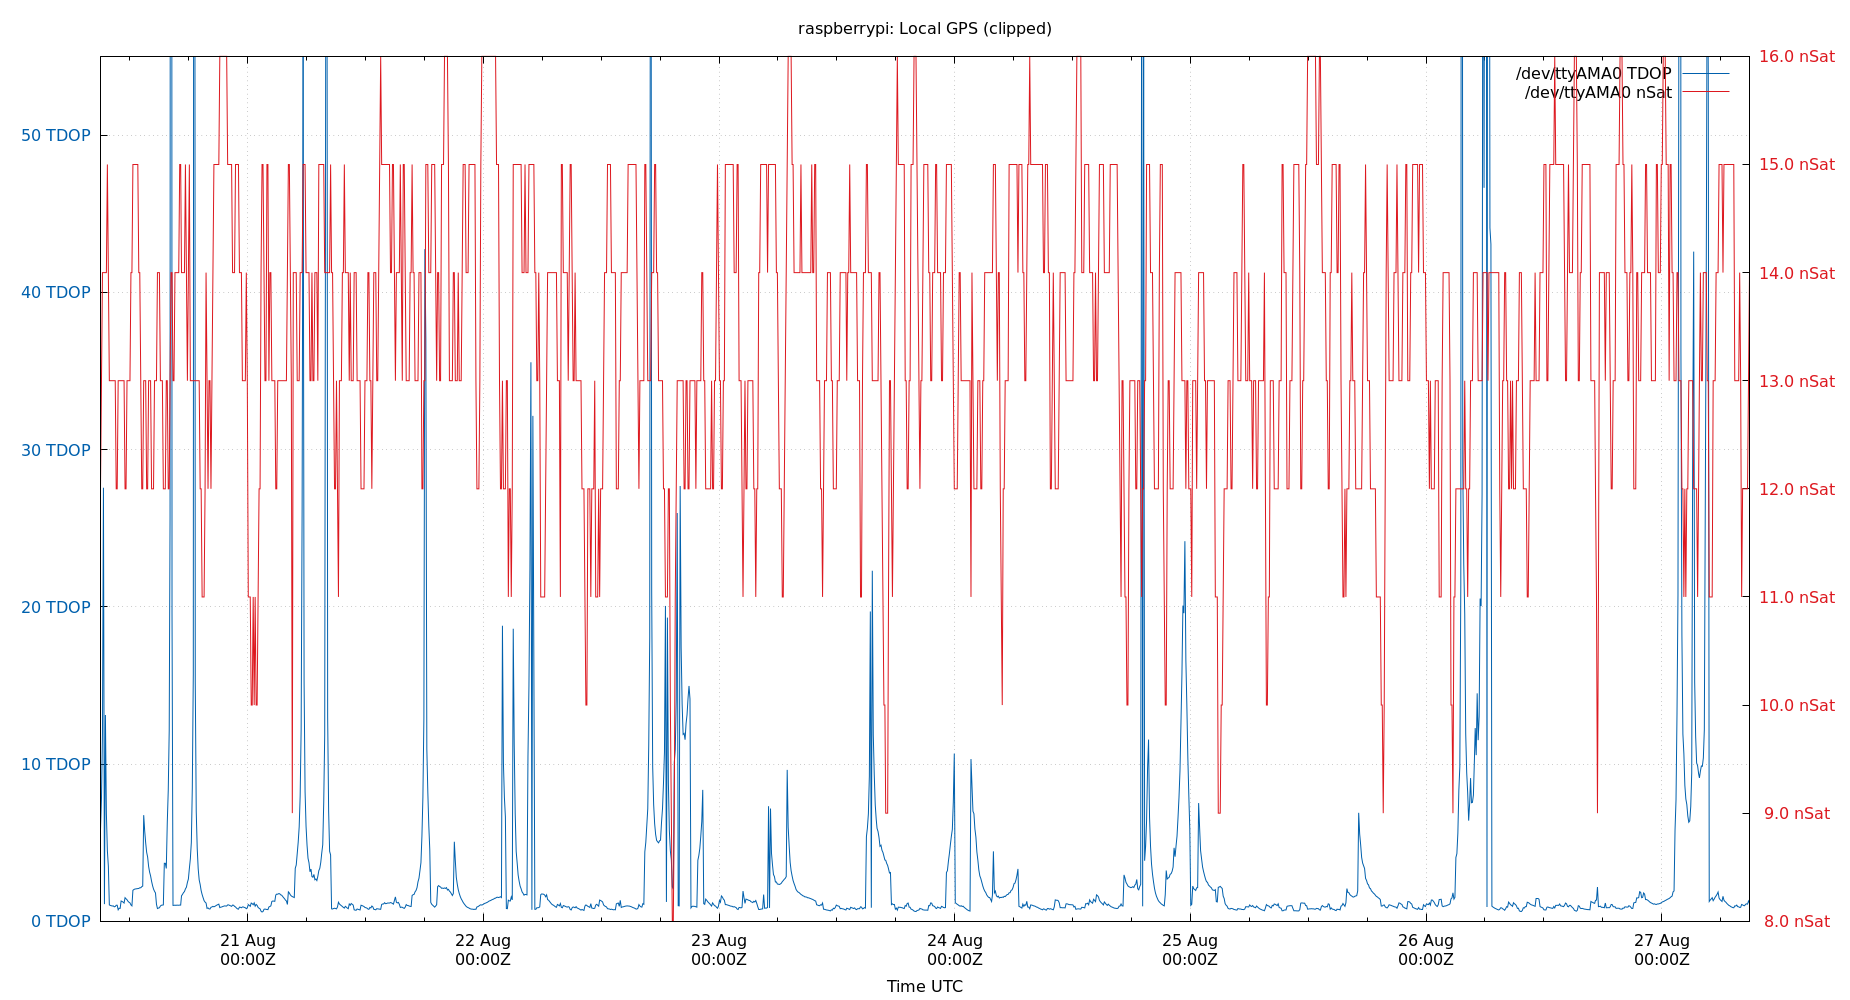 raspberrypi: Local GPS (clipped)
/dev/ttyAMA0 TDOP
/dev/ttyAMA0 nSat
50 TDOP
40 TDOP
30 TDOP
20 TDOP
10 TDOP
0 TDOP
16.0 nSat
15.0 nSat
14.0 nSat
13.0 nSat
12.0 nSat
11.0 nSat
10.0 nSat
9.0 nSat
8.0 nSat
21 Aug
00:00Z
22 Aug
00:00Z
23 Aug
00:00Z
24 Aug
00:00Z
25 Aug
00:00Z
26 Aug
00:00Z
27 Aug
00:00Z
Time UTC